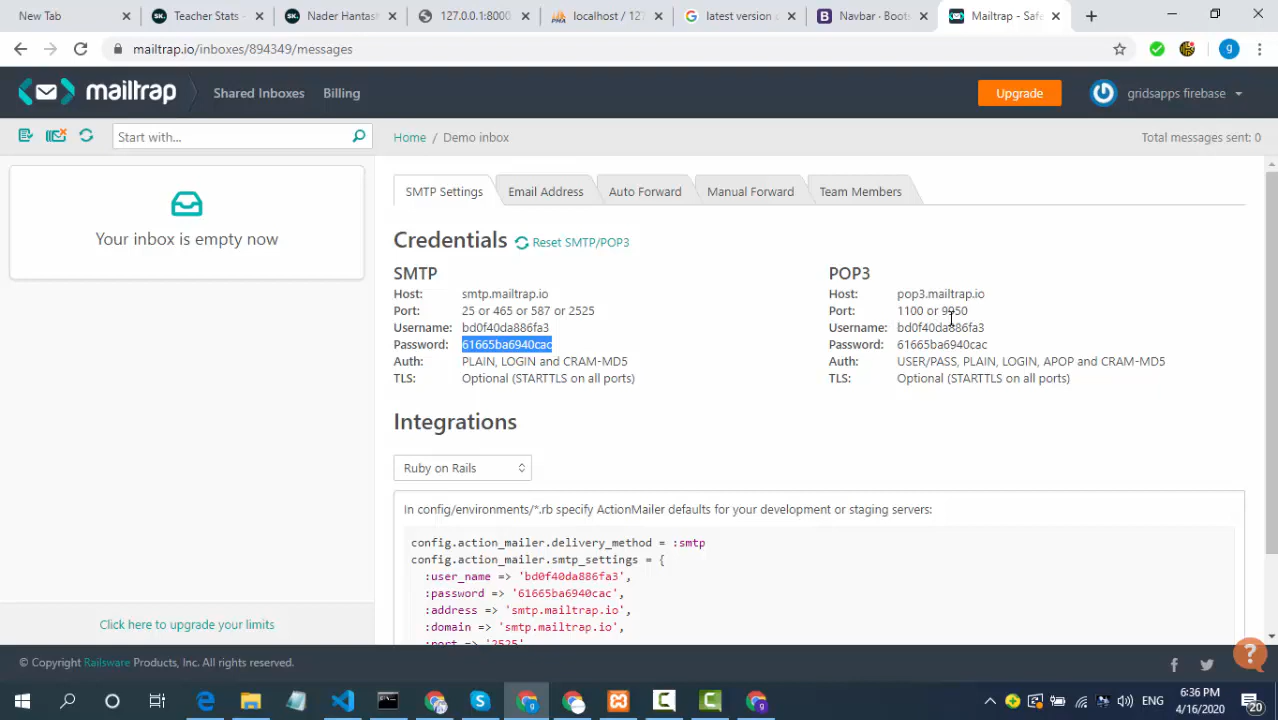 New Tab
Teacher Stats -
Nader Hantash
127.0.0.1:8000
localhost / 127
latest version o
Navbar · Boots
Mailtrap - Safe
mailtrap.io/inboxes/894349/messages
g
mailtrap
Shared Inboxes
Billing
Upgrade
gridsapps firebase
Start with...
Home / Demo inbox
Total messages sent: 0
Your inbox is empty now
SMTP Settings
Email Address
Auto Forward
Manual Forward
Team Members
Credentials
Reset SMTP/POP3
SMTP
Host: smtp.mailtrap.io
Port: 25 or 465 or 587 or 2525
Username: bd0f40da886fa3
Password: 61665ba6940cac
Auth: PLAIN, LOGIN and CRAM-MD5
TLS: Optional (STARTTLS on all ports)
POP3
Host: pop3.mailtrap.io
Port: 1100 or 9950
Username: bd0f40da886fa3
Password: 61665ba6940cac
Auth: USER/PASS, PLAIN, LOGIN, APOP and CRAM-MD5
TLS: Optional (STARTTLS on all ports)
Integrations
Ruby on Rails
In config/environments/*.rb specify ActionMailer defaults for your development or staging servers:
config.action_mailer.delivery_method = :smtp
config.action_mailer.smtp_settings = {
:user_name => 'bd0f40da886fa3',
:password => '61665ba6940cac',
:address => 'smtp.mailtrap.io',
:domain => 'smtp.mailtrap.io',
:port => '2525',
Click here to upgrade your limits
© Copyright Railsware Products, Inc. All rights reserved.
?
ENG
6:36 PM
4/16/2020
20